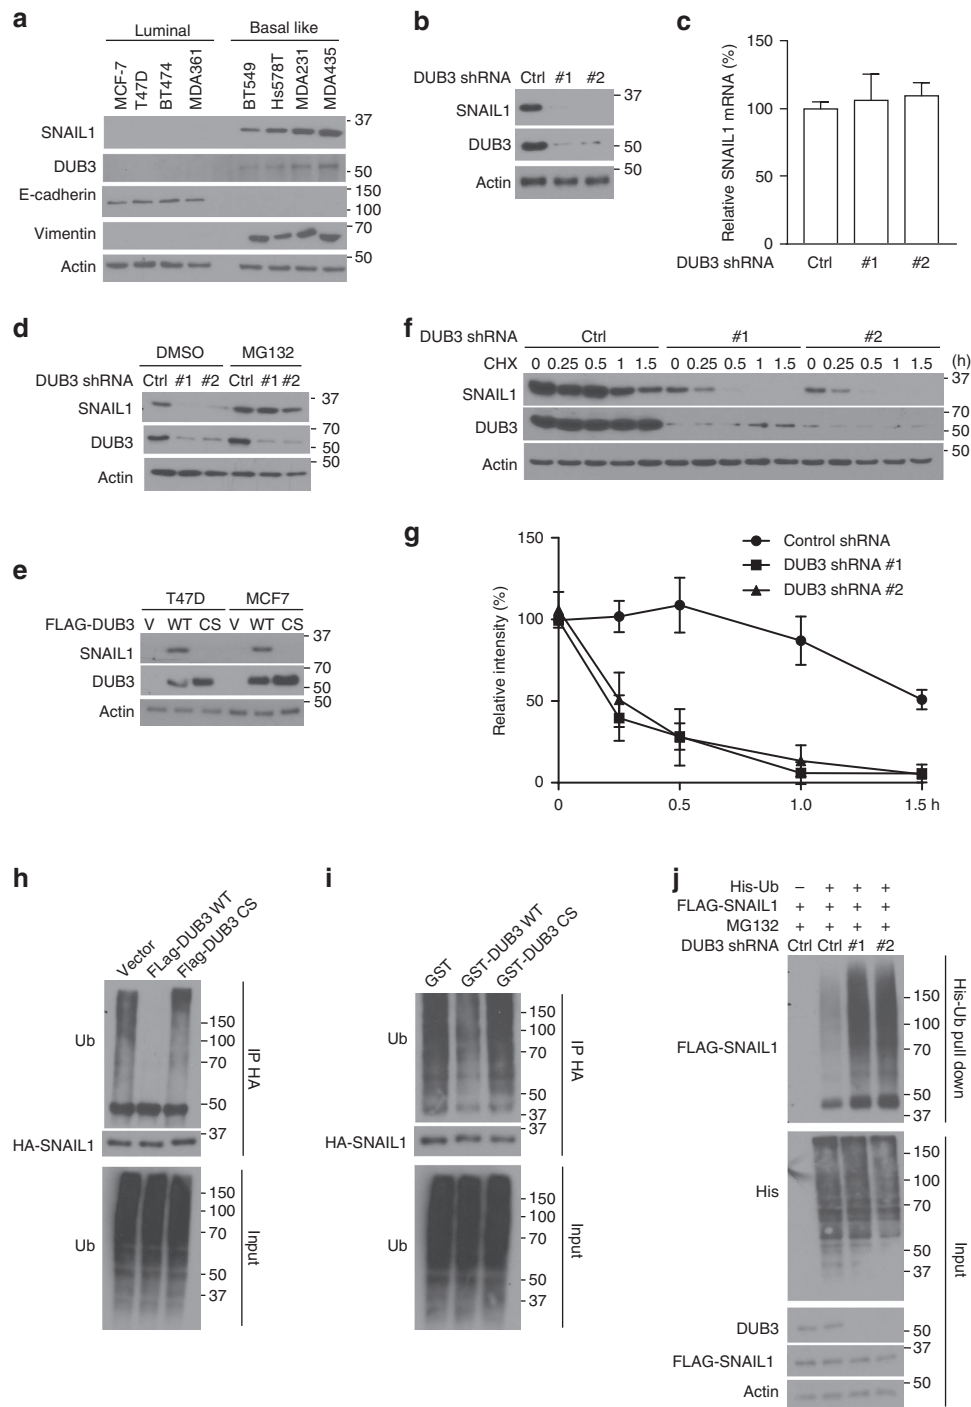 a
Luminal
Basal like
MCF-7
T47D
BT474
MDA361
BT549
Hs578T
MDA231
MDA435
SNAIL1
37
DUB3
50
E-cadherin
150
100
Vimentin
70
Actin
50
b
DUB3 shRNA Ctrl #1 #2
SNAIL1
37
DUB3
50
Actin
50
c
Relative SNAIL1 mRNA (%)
150
100
50
0
DUB3 shRNA Ctrl #1 #2
d
DMSO MG132
DUB3 shRNA Ctrl #1 #2 Ctrl #1 #2
SNAIL1
37
DUB3
70
50
Actin
50
e
T47D MCF7
FLAG-DUB3 V WT CS V WT CS
SNAIL1
37
DUB3
70
50
Actin
50
f
DUB3 shRNA Ctrl #1 #2
CHX 0 0.25 0.5 1 1.5 0 0.25 0.5 1 1.5 0 0.25 0.5 1 1.5 (h)
SNAIL1
37
DUB3
70
50
Actin
50
g
Relative intensity (%)
150
100
50
0
0 0.5 1.0 1.5 h
Control shRNA
DUB3 shRNA #1
DUB3 shRNA #2
h
Vector
FLag-DUB3 WT
Flag-DUB3 CS
Ub
150
100
70
50
HA-SNAIL1
37
IP HA
Ub
150
100
70
50
37
Input
i
GST
GST-DUB3 WT
GST-DUB3 CS
Ub
150
100
70
50
37
HA-SNAIL1
37
IP HA
Ub
150
100
70
50
37
Input
j
His-Ub – + + +
FLAG-SNAIL1 + + + +
MG132 + + + +
DUB3 shRNA Ctrl Ctrl #1 #2
FLAG-SNAIL1
150
100
70
50
37
His-Ub pull down
His
150
100
70
50
37
DUB3
50
FLAG-SNAIL1
37
Actin
50
Input